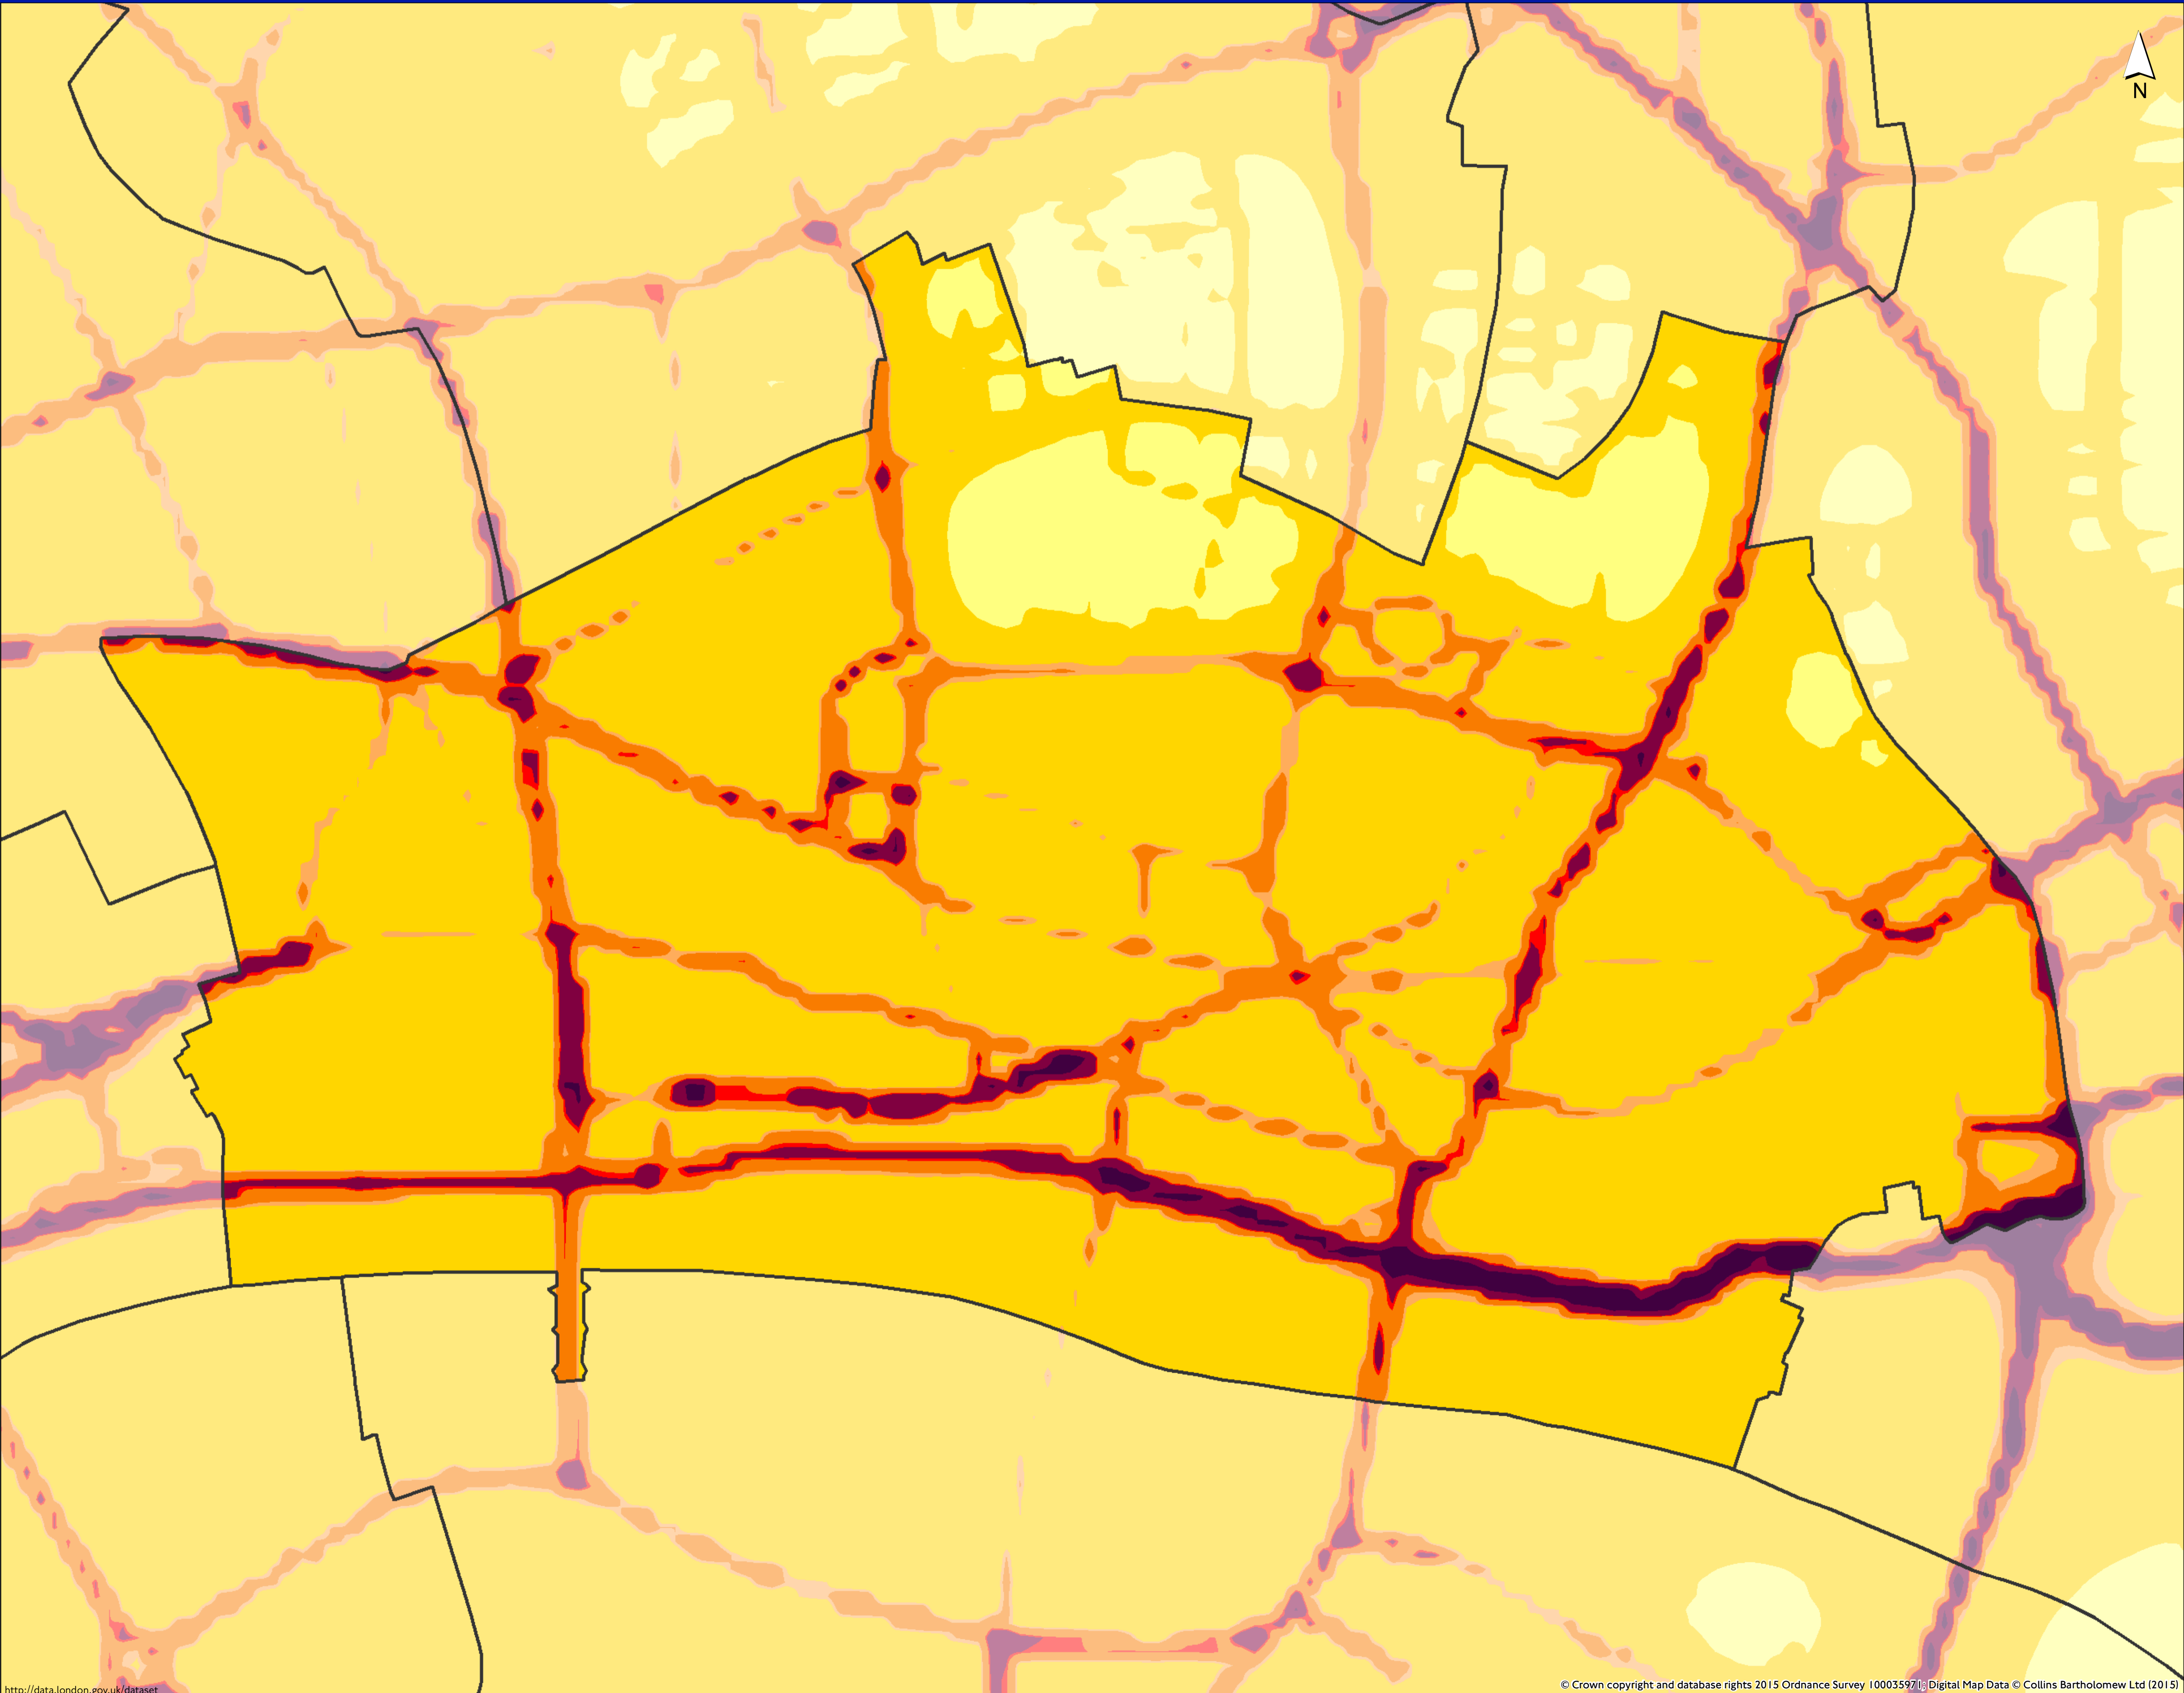 N
http://data.london.gov.uk/dataset
© Crown copyright and database rights 2015 Ordnance Survey 100035971; Digital Map Data © Collins Bartholomew Ltd (2015)